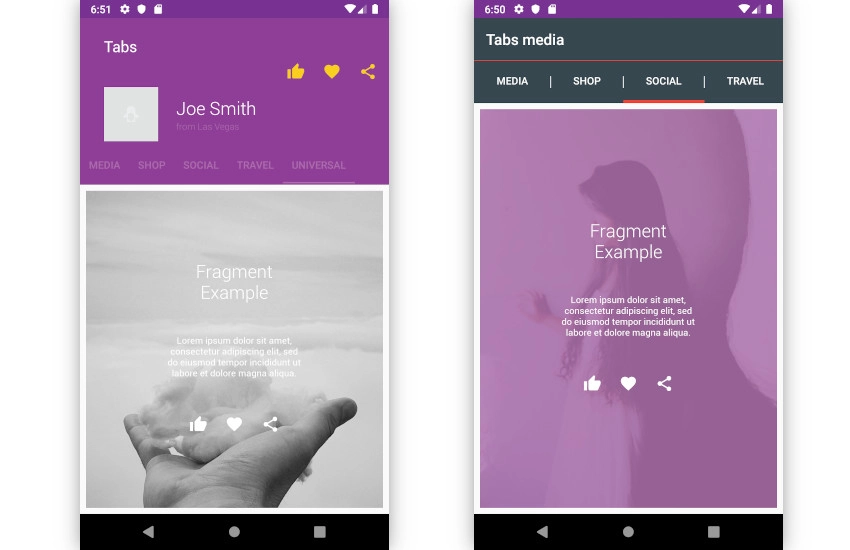 6:51
Tabs
Joe Smith
from Las Vegas
MEDIA SHOP SOCIAL TRAVEL UNIVERSAL
Fragment
Example
Lorem ipsum dolor sit amet,
consectetur adipiscing elit, sed
do eiusmod tempor incididunt ut
labore et dolore magna aliqua.
6:50
Tabs media
MEDIA | SHOP | SOCIAL | TRAVEL
Fragment
Example
Lorem ipsum dolor sit amet,
consectetur adipiscing elit, sed
do eiusmod tempor incididunt ut
labore et dolore magna aliqua.